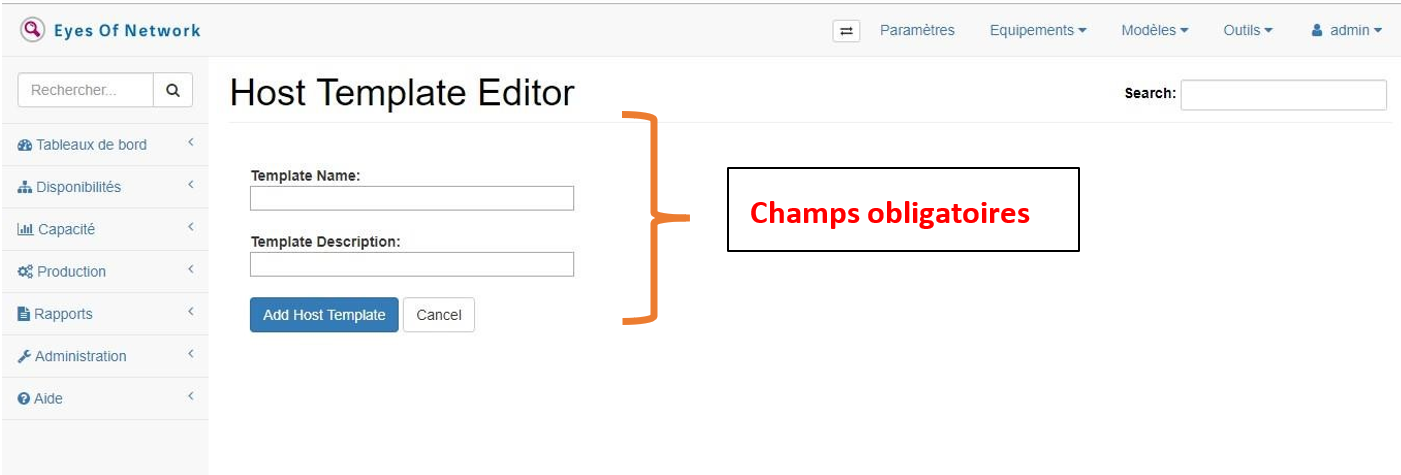 Eyes Of Network
Paramètres Equipements Modèles Outils admin
Rechercher...
Host Template Editor
Search:
Tableaux de bord
Disponibilités
Capacité
Production
Rapports
Administration
Aide
Template Name:
Template Description:
Add Host Template Cancel
Champs obligatoires